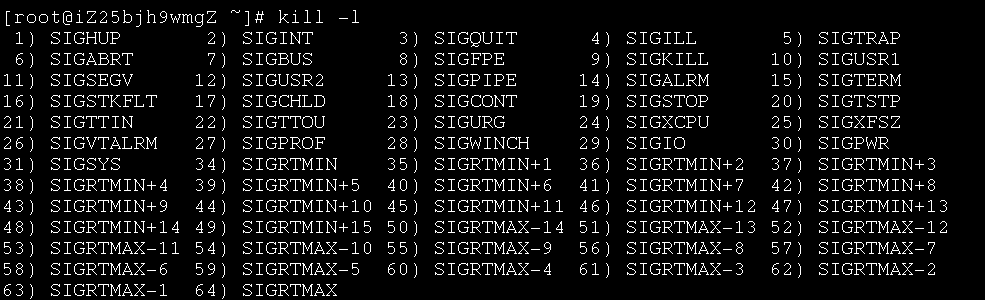 [root@iZ25bjh9wmgZ ~]# kill -l
 1) SIGHUP       2) SIGINT       3) SIGQUIT      4) SIGILL       5) SIGTRAP
 6) SIGABRT      7) SIGBUS       8) SIGFPE       9) SIGKILL     10) SIGUSR1
11) SIGSEGV     12) SIGUSR2     13) SIGPIPE     14) SIGALRM     15) SIGTERM
16) SIGSTKFLT   17) SIGCHLD     18) SIGCONT     19) SIGSTOP     20) SIGTSTP
21) SIGTTIN     22) SIGTTOU     23) SIGURG      24) SIGXCPU     25) SIGXFSZ
26) SIGVTALRM   27) SIGPROF     28) SIGWINCH    29) SIGIO       30) SIGPWR
31) SIGSYS      34) SIGRTMIN    35) SIGRTMIN+1  36) SIGRTMIN+2  37) SIGRTMIN+3
38) SIGRTMIN+4  39) SIGRTMIN+5  40) SIGRTMIN+6  41) SIGRTMIN+7  42) SIGRTMIN+8
43) SIGRTMIN+9  44) SIGRTMIN+10 45) SIGRTMIN+11 46) SIGRTMIN+12 47) SIGRTMIN+13
48) SIGRTMIN+14 49) SIGRTMIN+15 50) SIGRTMAX-14 51) SIGRTMAX-13 52) SIGRTMAX-12
53) SIGRTMAX-11 54) SIGRTMAX-10 55) SIGRTMAX-9  56) SIGRTMAX-8  57) SIGRTMAX-7
58) SIGRTMAX-6  59) SIGRTMAX-5  60) SIGRTMAX-4  61) SIGRTMAX-3  62) SIGRTMAX-2
63) SIGRTMAX-1  64) SIGRTMAX